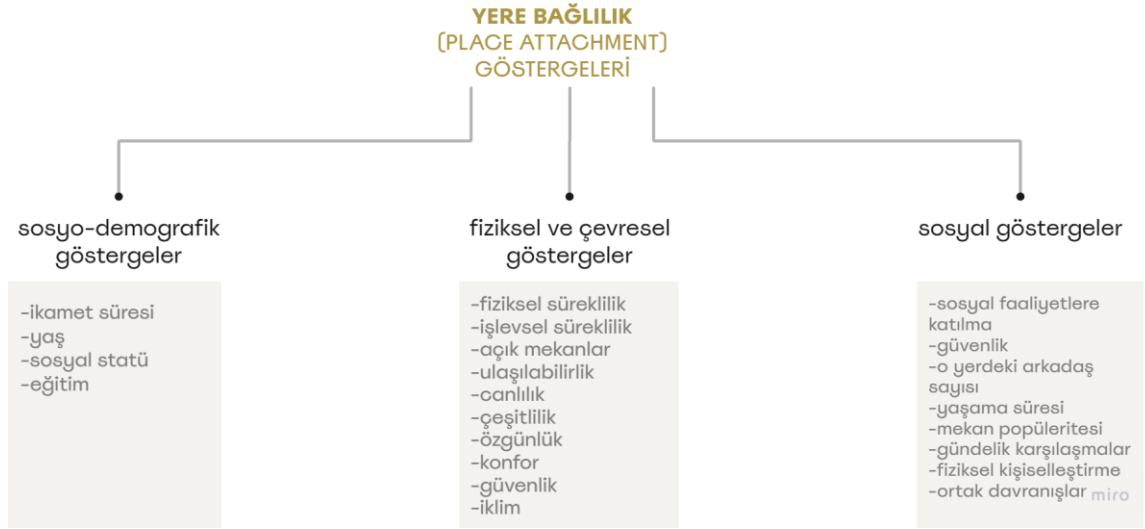 YERE BAĞLILIK
(PLACE ATTACHMENT)
GÖSTERGELERİ
sosyo-demografik
göstergeler
-ikamet süresi
-yaş
-sosyal statü
-eğitim
fiziksel ve çevresel
göstergeler
-fiziksel süreklilik
-işlevsel süreklilik
-açık mekanlar
-ulaşılabilirlik
-canlılık
-çeşitlilik
-özgünlük
-konfor
-güvenlik
-iklim
sosyal göstergeler
-sosyal faaliyetlere
katılma
-güvenlik
-o yerdeki arkadaş
sayısı
-yaşama süresi
-mekan popüleritesi
-gündelik karşılaşmalar
-fiziksel kişiselleştirme
-ortak davranışlar
miro